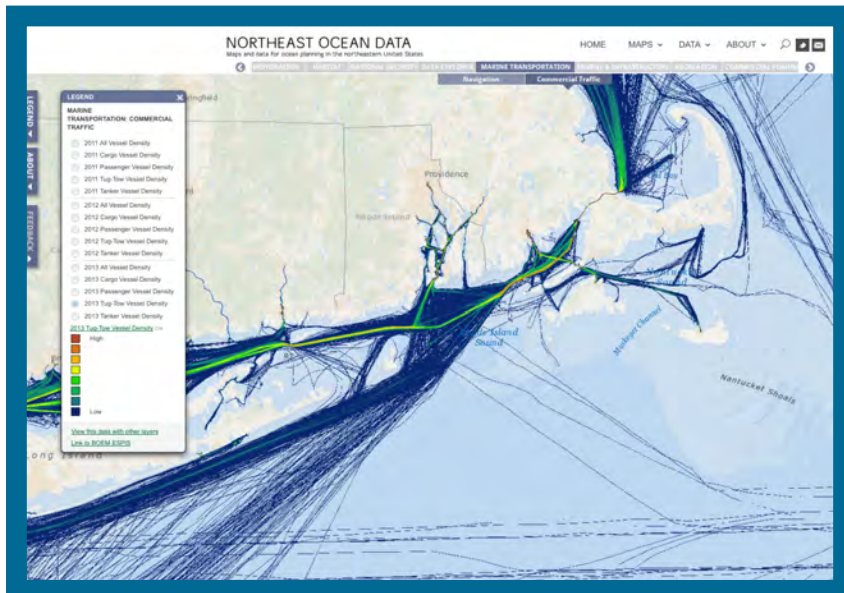 NORTHEAST OCEAN DATA
Maps and data for ocean planning in the northeastern United States
HOME MAPS DATA ABOUT
MARINE TRANSPORTATION
Navigation Commercial Traffic
LEGEND
ABOUT
FEEDBACK
LEGEND
MARINE
TRANSPORTATION: COMMERCIAL
TRAFFIC
2011 All Vessel Density
2011 Cargo Vessel Density
2011 Passenger Vessel Density
2011 Tug-Tow Vessel Density
2011 Tanker Vessel Density
2012 All Vessel Density
2012 Cargo Vessel Density
2012 Passenger Vessel Density
2012 Tug-Tow Vessel Density
2012 Tanker Vessel Density
2013 All Vessel Density
2013 Cargo Vessel Density
2013 Passenger Vessel Density
2013 Tug-Tow Vessel Density
2013 Tanker Vessel Density
2013 Tug-Tow Vessel Density
High
Low
View this data with other layers
Link to BOEM ESPIS
Providence
Sound
Muskeget Channel
Nantucket Shoals
Long Island